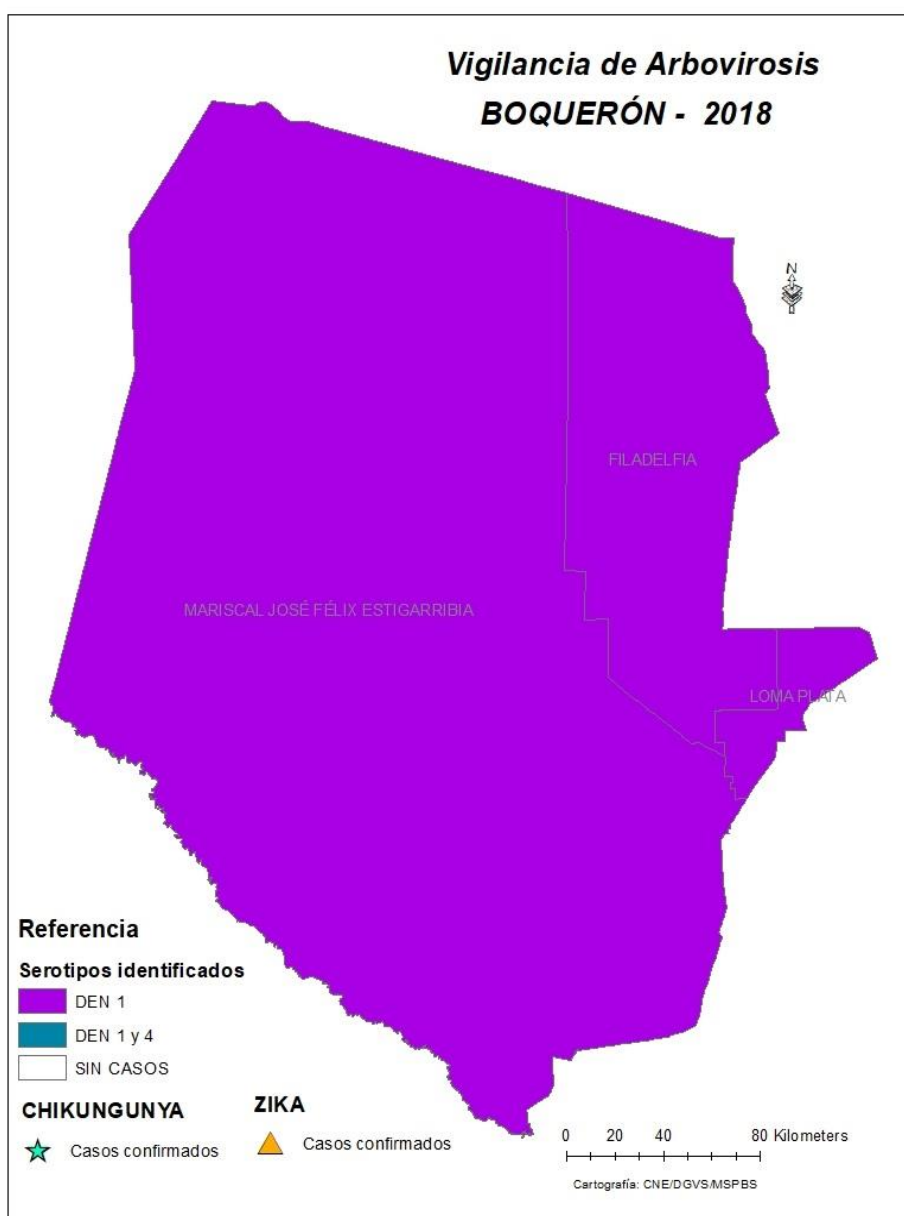 Vigilancia de Arbovirosis
BOQUERÓN - 2018
N
FILADELFIA
MARISCAL JOSÉ FÉLIX ESTIGARRIBIA
LOMA PLATA
Referencia
Serotipos identificados
DEN 1
DEN 1 y 4
SIN CASOS
CHIKUNGUNYA
Casos confirmados
ZIKA
Casos confirmados
0 20 40 80 Kilometers
Cartografía: CNE/DGVS/MSPBS